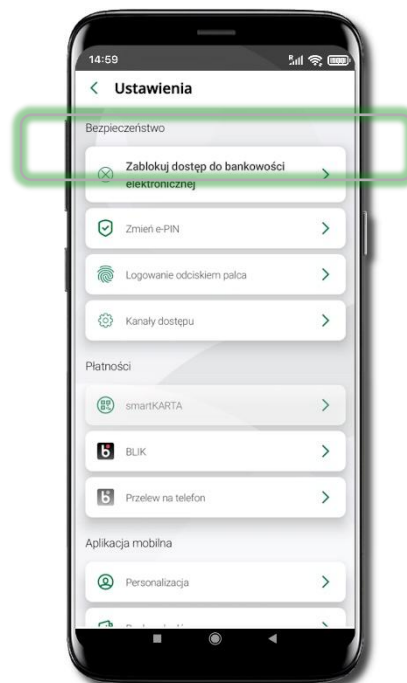 14:59
Ustawienia
Bezpieczeństwo
Zablokuj dostęp do bankowości
elektronicznej
Zmień e-PIN
Logowanie odciskiem palca
Kanały dostępu
Płatności
smartKARTA
BLIK
Przelew na telefon
Aplikacja mobilna
Personalizacja